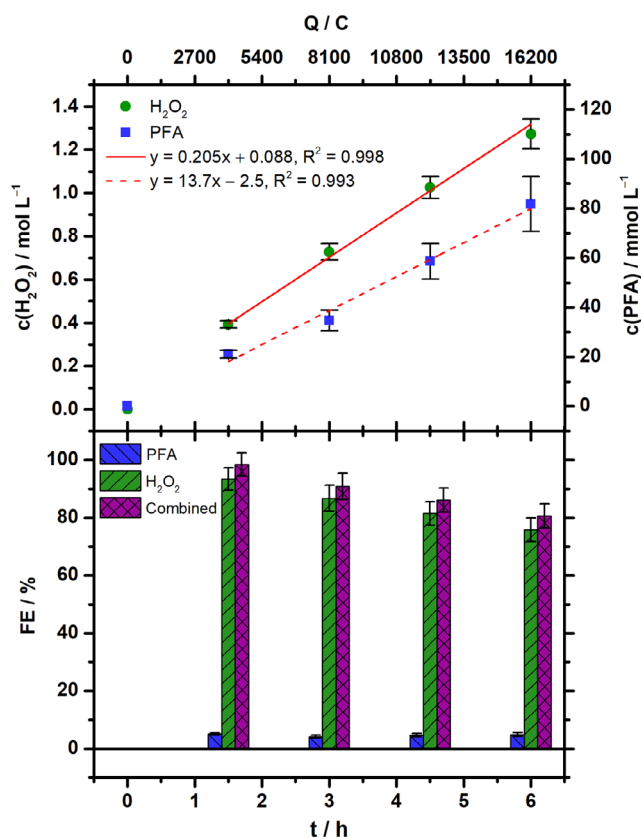 Q / C
0 2700 5400 8100 10800 13500 16200
1.4
1.2
1.0
0.8
0.6
0.4
0.2
0.0
c(H₂O₂) / mol L⁻¹
H₂O₂
PFA
y = 0.205x + 0.088, R² = 0.998
y = 13.7x − 2.5, R² = 0.993
120
100
80
60
40
20
0
c(PFA) / mmol L⁻¹
100
80
60
40
20
0
FE / %
PFA
H₂O₂
Combined
0 1 2 3 4 5 6
t / h